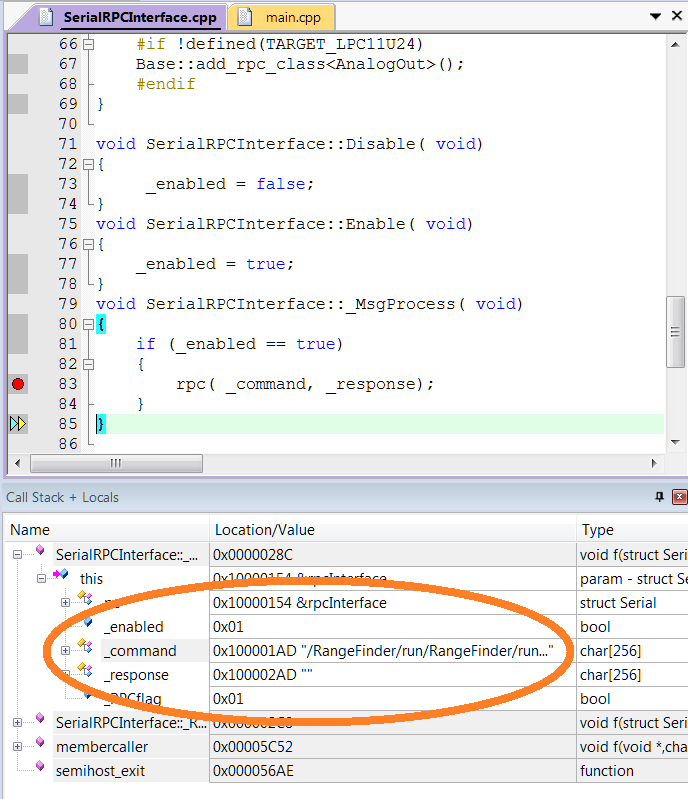 SerialRPCInterface.cpp main.cpp
66 #if !defined(TARGET_LPC11U24)
67 Base::add_rpc_class<AnalogOut>();
68 #endif
69 }
70
71 void SerialRPCInterface::Disable( void)
72 {
73 _enabled = false;
74 }
75 void SerialRPCInterface::Enable( void)
76 {
77 _enabled = true;
78 }
79 void SerialRPCInterface::_MsgProcess( void)
80 {
81 if (_enabled == true)
82 {
83 rpc( _command, _response);
84 }
85 }
86
Call Stack + Locals
Name Location/Value Type
SerialRPCInterface::_... 0x0000028C void f(struct Seri
this 0x10000154 &rpcInterface param - struct Se
0x10000154 &rpcInterface struct Serial
_enabled 0x01 bool
_command 0x100001AD "/RangeFinder/run/RangeFinder/run..." char[256]
_response 0x100002AD "" char[256]
_RPCflag 0x01 bool
SerialRPCInterface::_R... void f(struct Seri
membercaller 0x00005C52 void f(void *,cha
semihost_exit 0x000056AE function